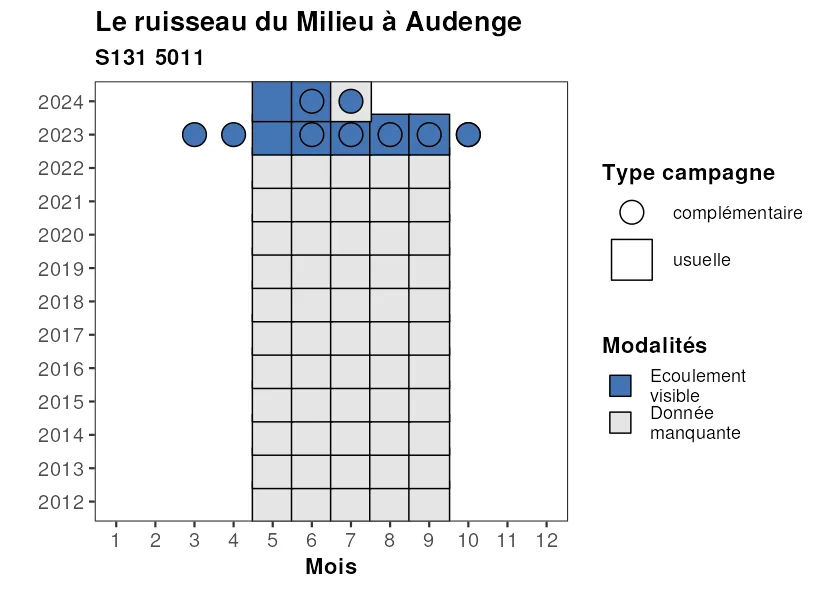 Le ruisseau du Milieu à Audenge
S131 5011
2024
2023
2022
2021
2020
2019
2018
2017
2016
2015
2014
2013
2012
1 2 3 4 5 6 7 8 9 10 11 12
Mois
Type campagne
complémentaire
usuelle
Modalités
Ecoulement
visible
Donnée
manquante